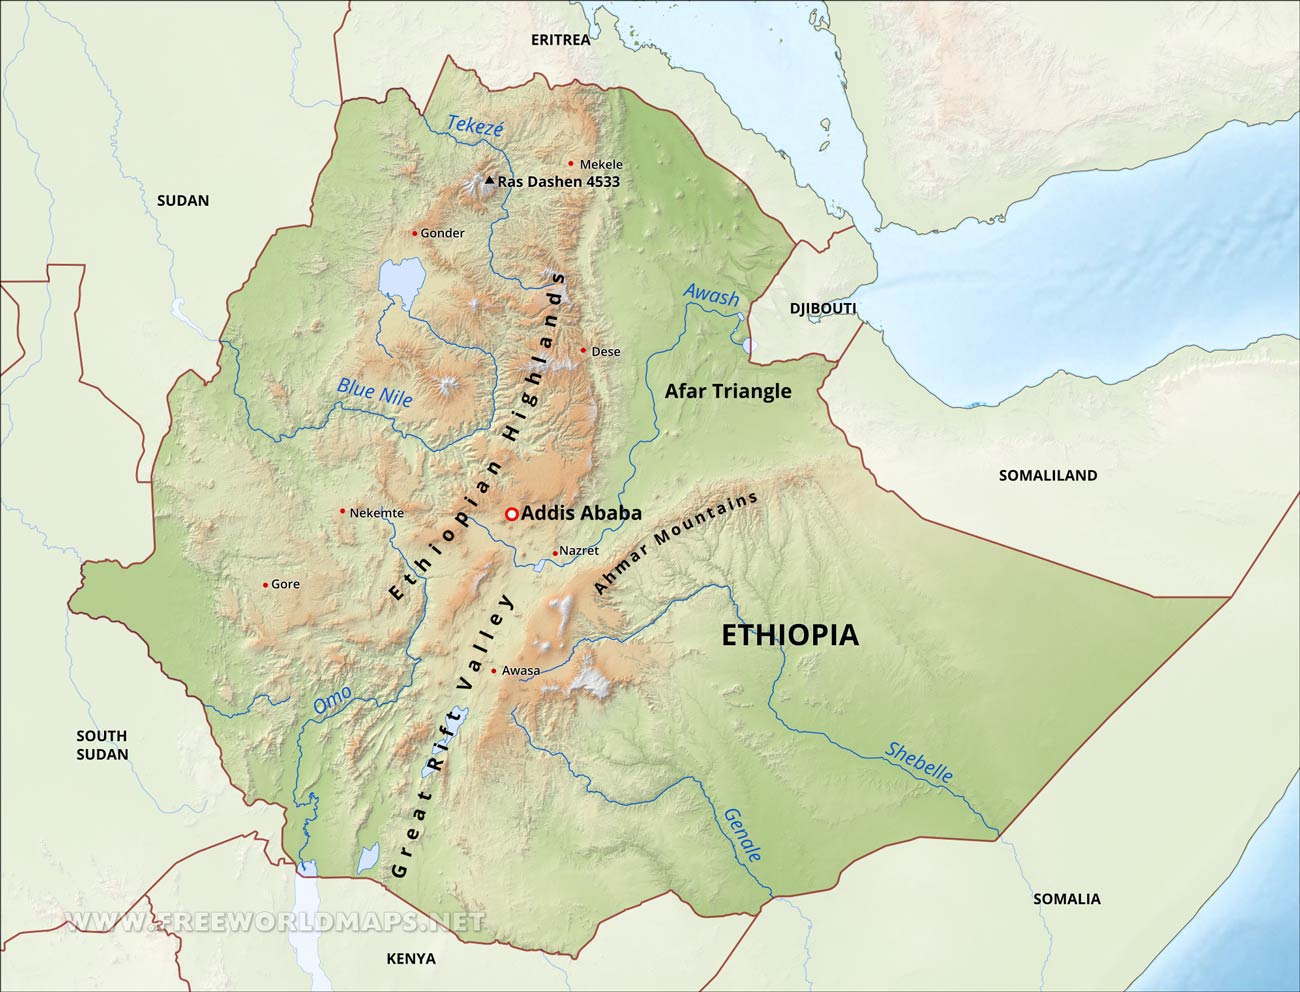 ERITREA
Tekezé
Mekele
Ras Dashen 4533
SUDAN
Gonder
Awash
DJIBOUTI
Dese
Afar Triangle
Blue Nile
Ethiopian Highlands
SOMALILAND
Ahmar Mountains
Nekemte
Addis Ababa
Nazret
Gore
Great Rift Valley
ETHIOPIA
Awasa
Omo
SOUTH
SUDAN
Shebelle
Genale
SOMALIA
WWW.FREEWORLDMAPS.NET
KENYA